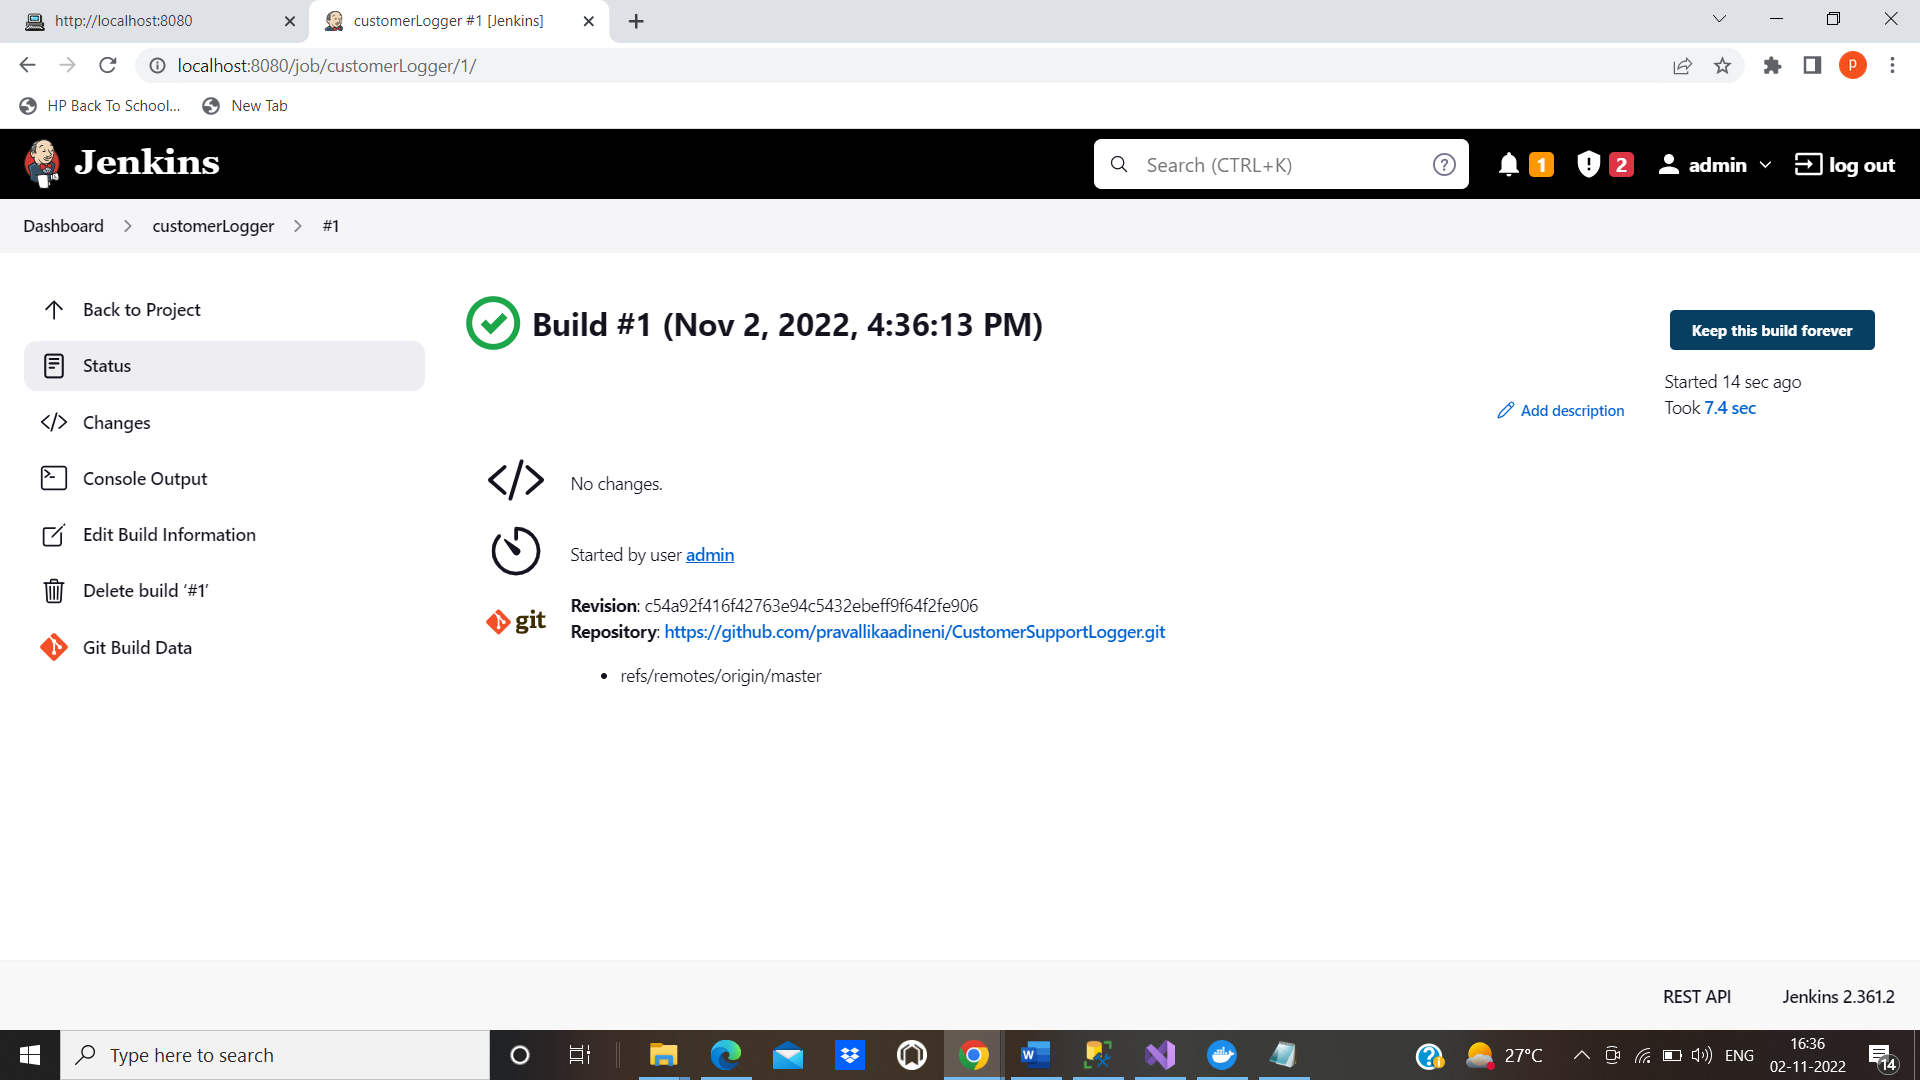 http://localhost:8080
customerLogger #1 [Jenkins]
localhost:8080/job/customerLogger/1/
P
HP Back To School...
New Tab
Jenkins
Search (CTRL+K)
1
2
admin
log out
Dashboard
customerLogger
#1
Back to Project
Status
Changes
Console Output
Edit Build Information
Delete build ‘#1’
Git Build Data
Build #1 (Nov 2, 2022, 4:36:13 PM)
Keep this build forever
Started 14 sec ago
Took 7.4 sec
Add description
No changes.
Started by user admin
git
Revision: c54a92f416f42763e94c5432ebeff9f64f2fe906
Repository: https://github.com/pravallikaadineni/CustomerSupportLogger.git
refs/remotes/origin/master
REST API
Jenkins 2.361.2
Type here to search
27°C
ENG
16:36
02-11-2022
14